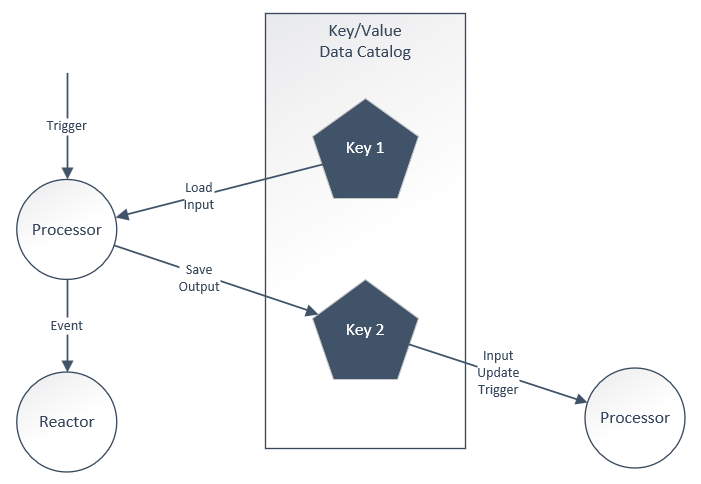 Key/Value
Data Catalog
Trigger
Key 1
Load
Input
Processor
Save
Output
Event
Key 2
Input
Update
Trigger
Reactor
Processor